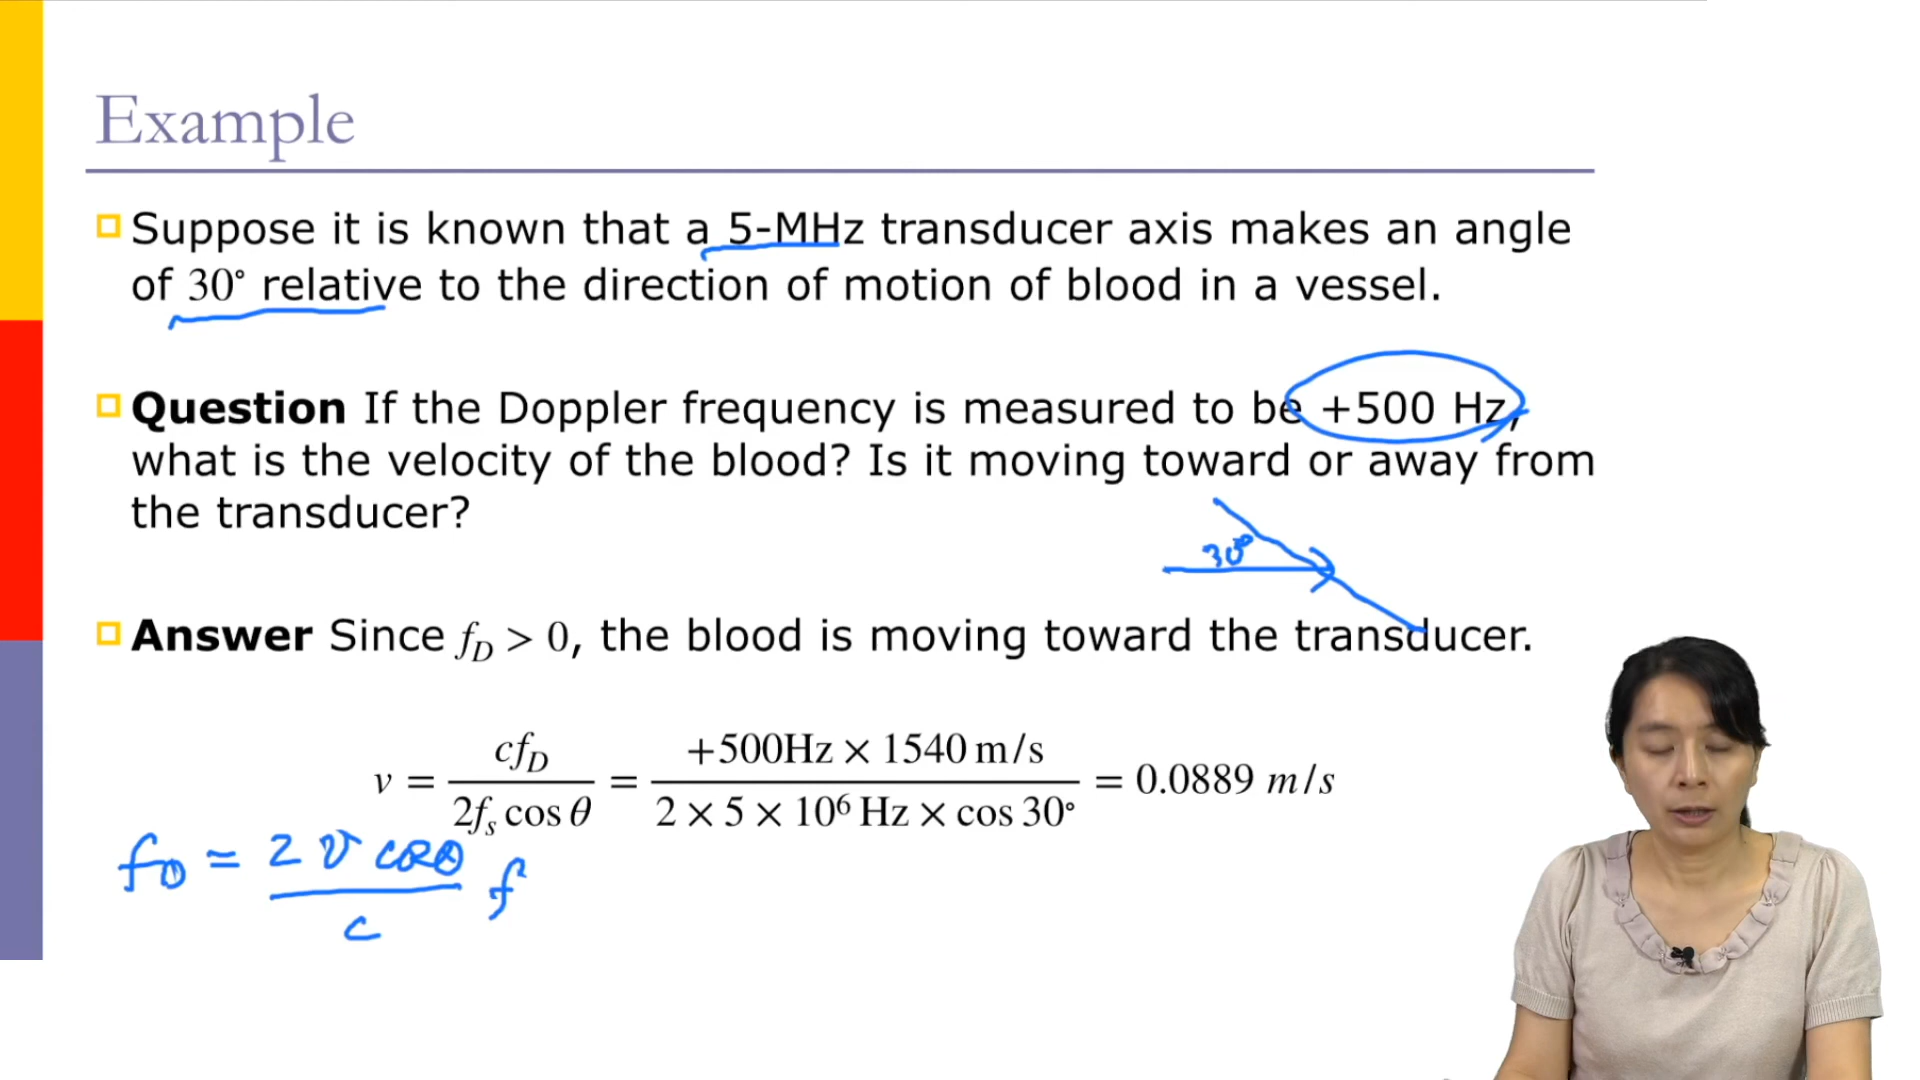 Example
Suppose it is known that a 5-MHz transducer axis makes an angle
of 30° relative to the direction of motion of blood in a vessel.
Question If the Doppler frequency is measured to be +500 Hz,
what is the velocity of the blood? Is it moving toward or away from
the transducer?
30°
Answer Since f_D > 0, the blood is moving toward the transducer.
v = cf_D / 2f_s cos θ = +500Hz × 1540 m/s / 2 × 5 × 10⁶ Hz × cos 30° = 0.0889 m/s
f_D = 2 v cos θ / c f